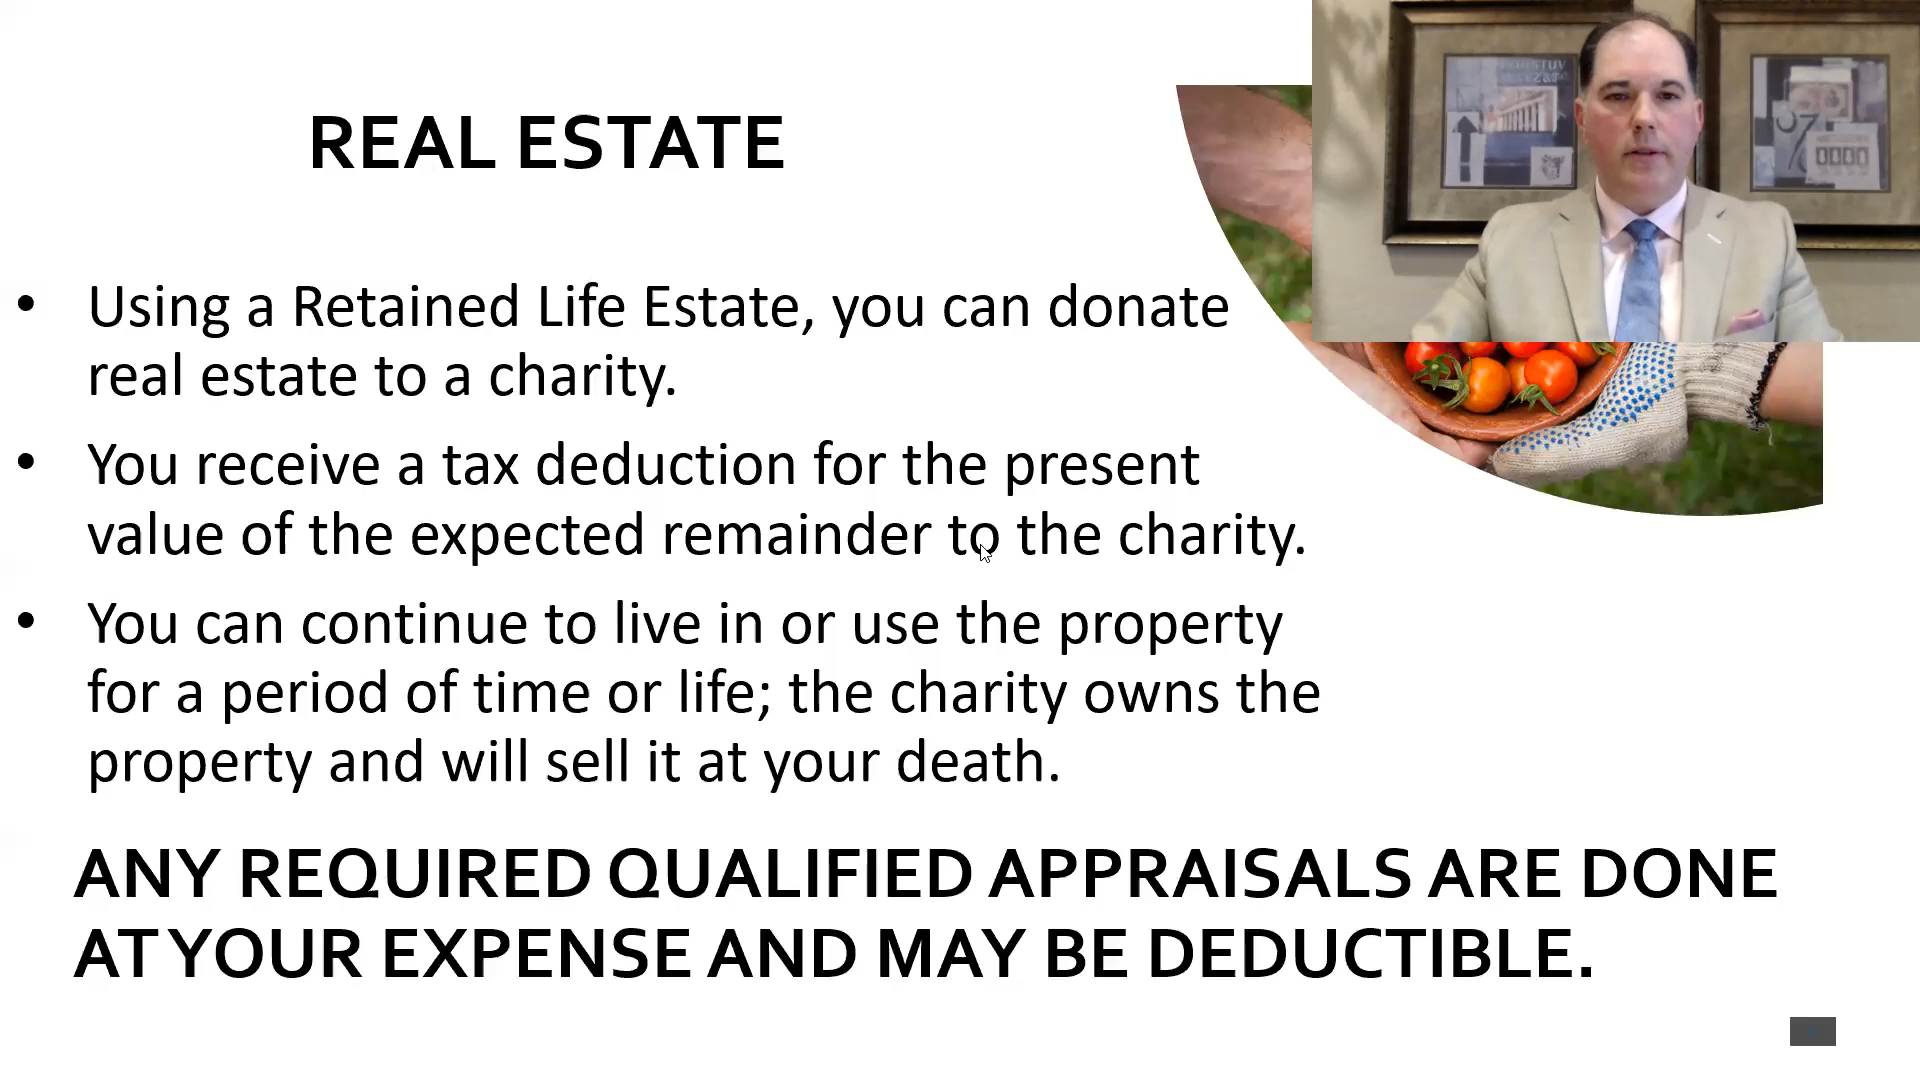 REAL ESTATE
• Using a Retained Life Estate, you can donate
real estate to a charity.
• You receive a tax deduction for the present
value of the expected remainder to the charity.
• You can continue to live in or use the property
for a period of time or life; the charity owns the
property and will sell it at your death.
ANY REQUIRED QUALIFIED APPRAISALS ARE DONE
AT YOUR EXPENSE AND MAY BE DEDUCTIBLE.